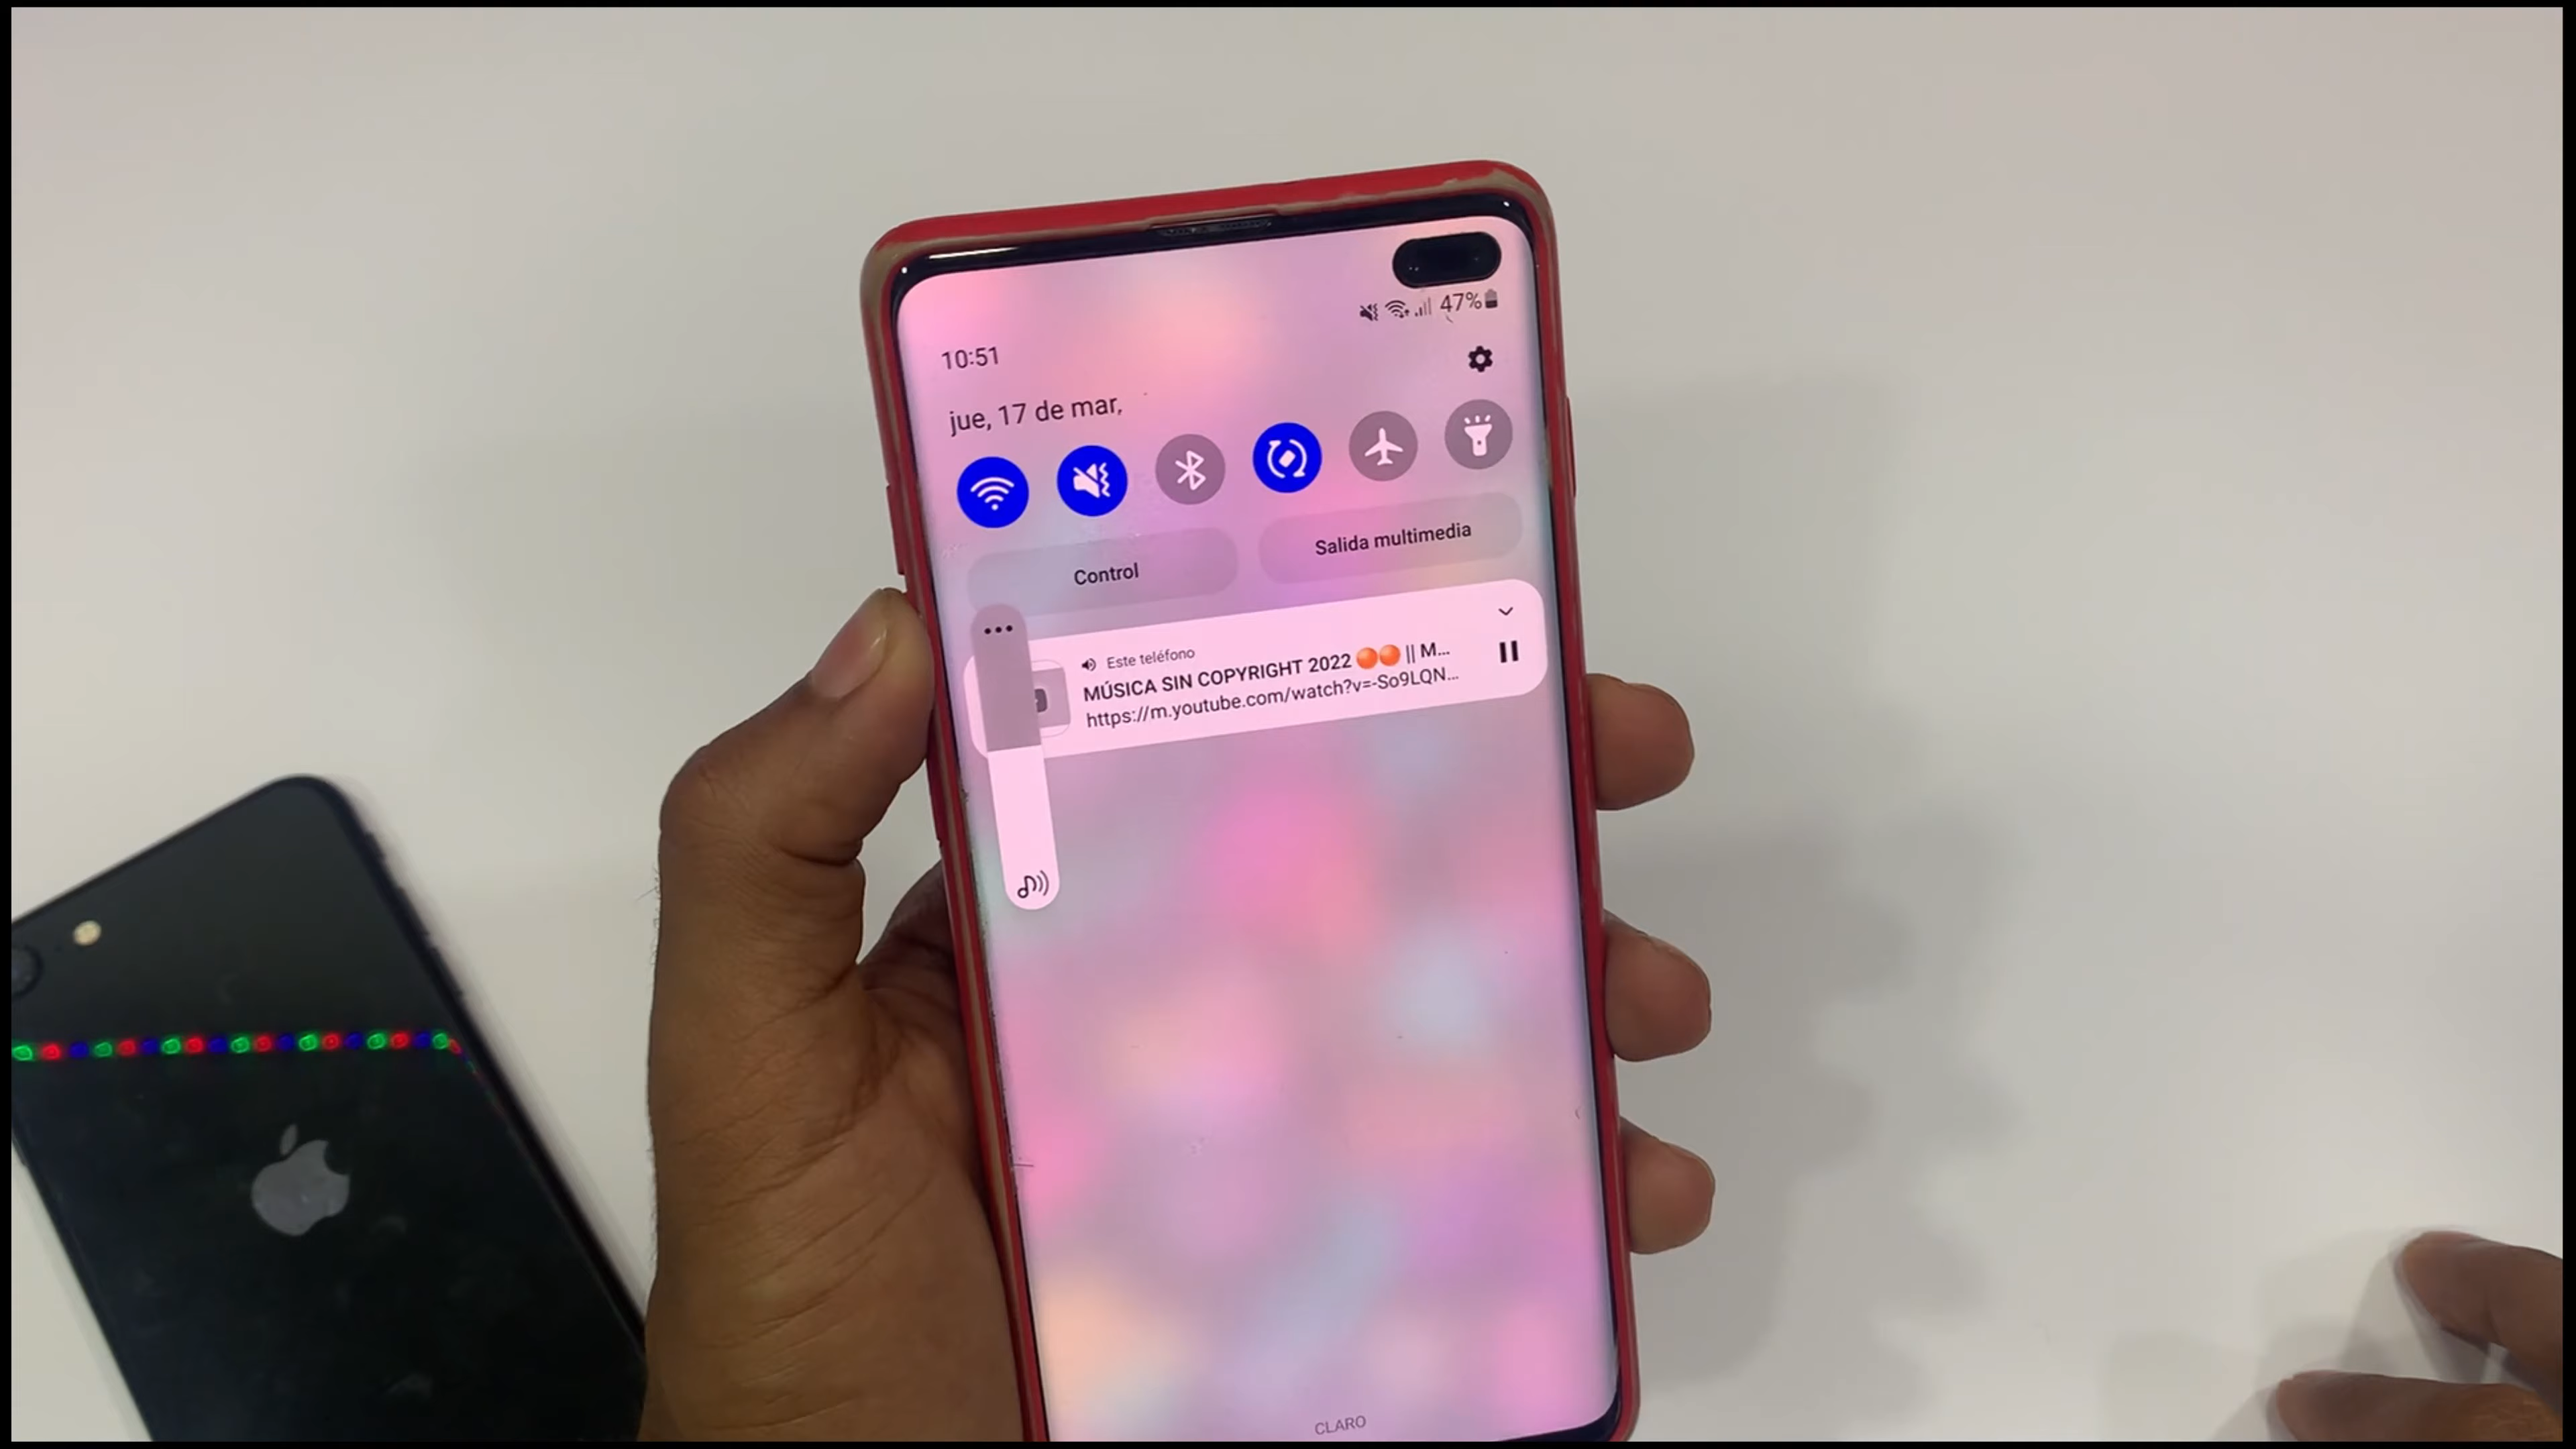 47%
10:51
jue, 17 de mar,
Control
Salida multimedia
Este teléfono
MÚSICA SIN COPYRIGHT 2022 🟠🟠 || M...
https://m.youtube.com/watch?v=-So9LQN...
CLARO